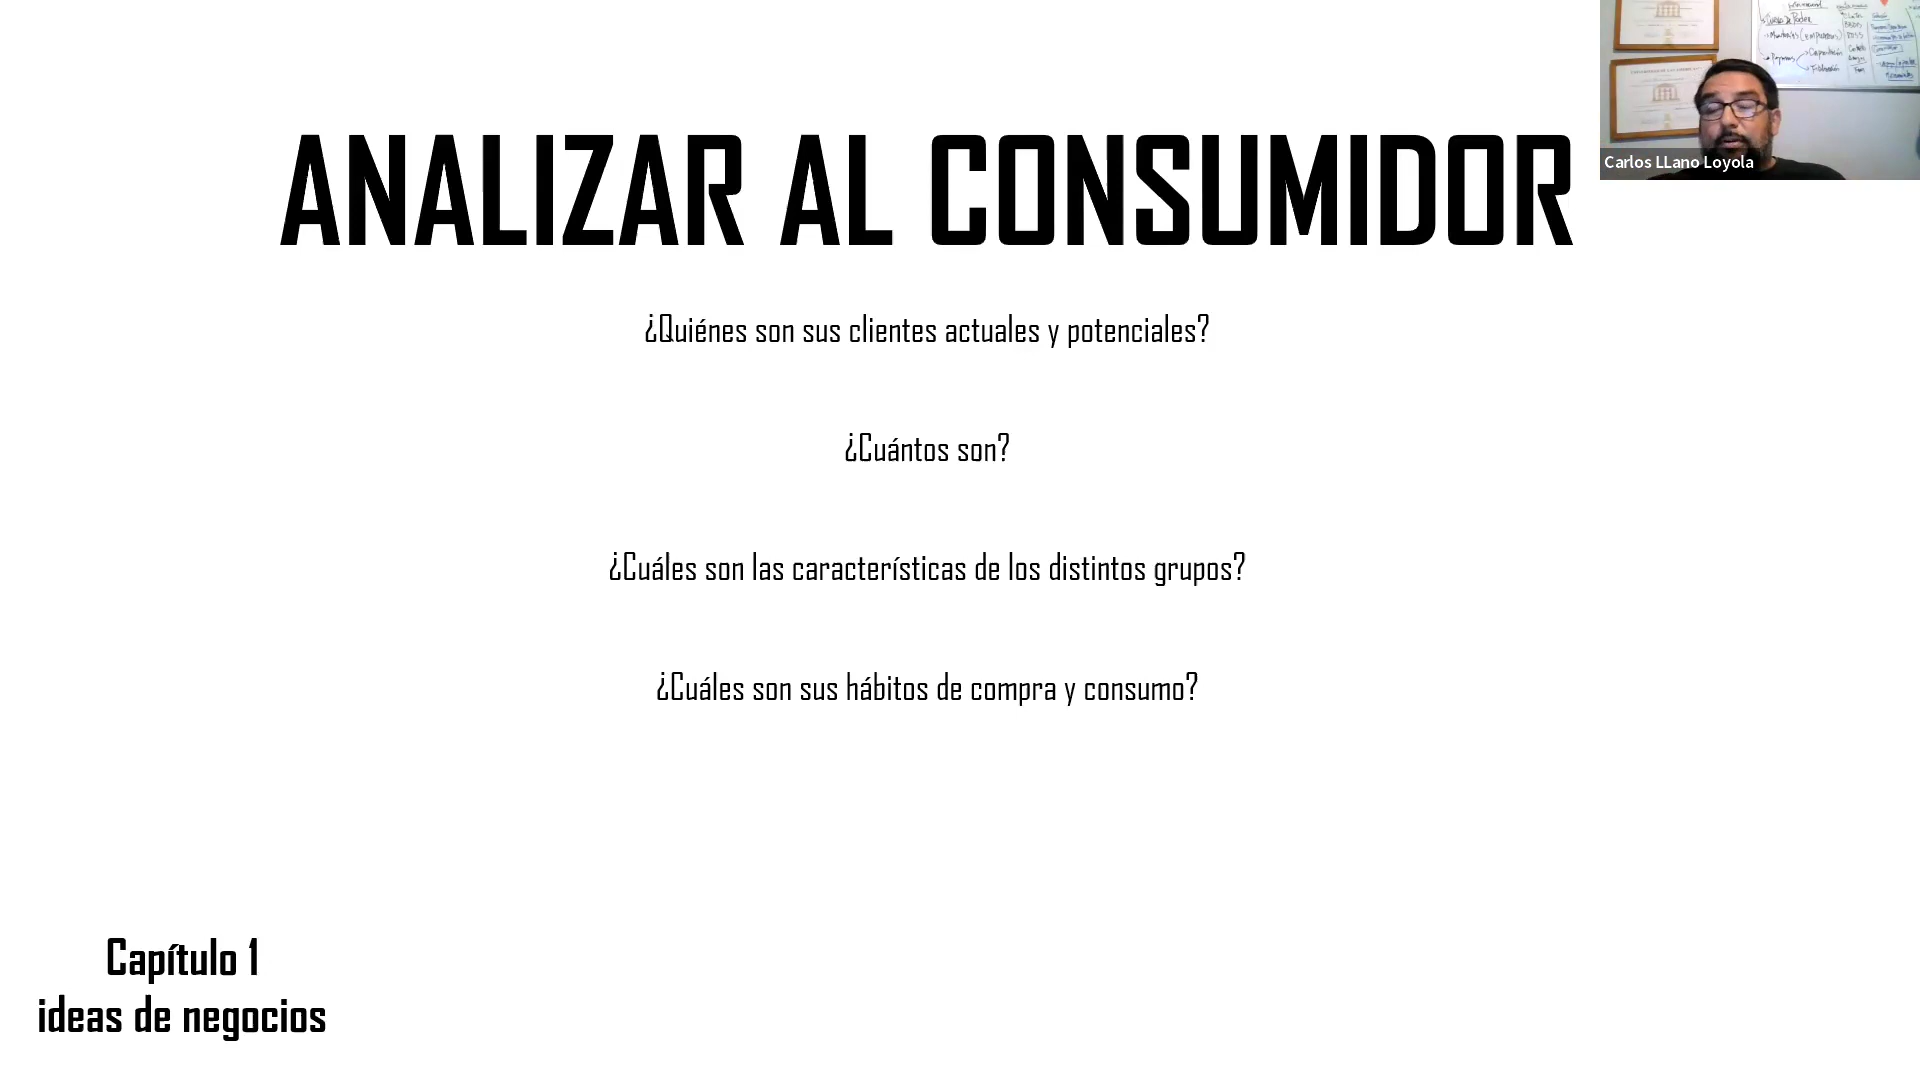 ANALIZAR AL CONSUMIDOR
¿Quiénes son sus clientes actuales y potenciales?
¿Cuántos son?
¿Cuáles son las características de los distintos grupos?
¿Cuáles son sus hábitos de compra y consumo?
Capítulo 1
ideas de negocios
Carlos LLano Loyola